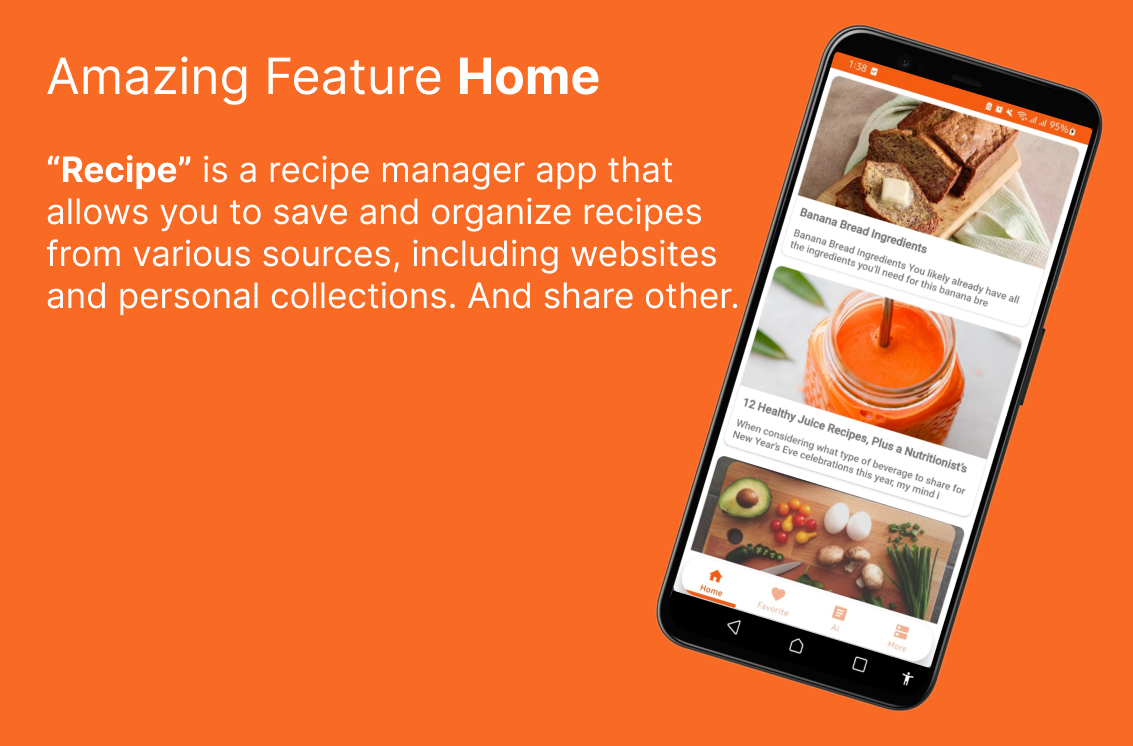 Amazing Feature Home
“Recipe” is a recipe manager app that
allows you to save and organize recipes
from various sources, including websites
and personal collections. And share other.
1:38
95%
Banana Bread Ingredients
Banana Bread Ingredients You likely already have all
the ingredients you'll need for this banana bre
12 Healthy Juice Recipes, Plus a Nutritionist's
When considering what type of beverage to share for
New Year's Eve celebrations this year, my mind i
Home
Favorite
AI
More